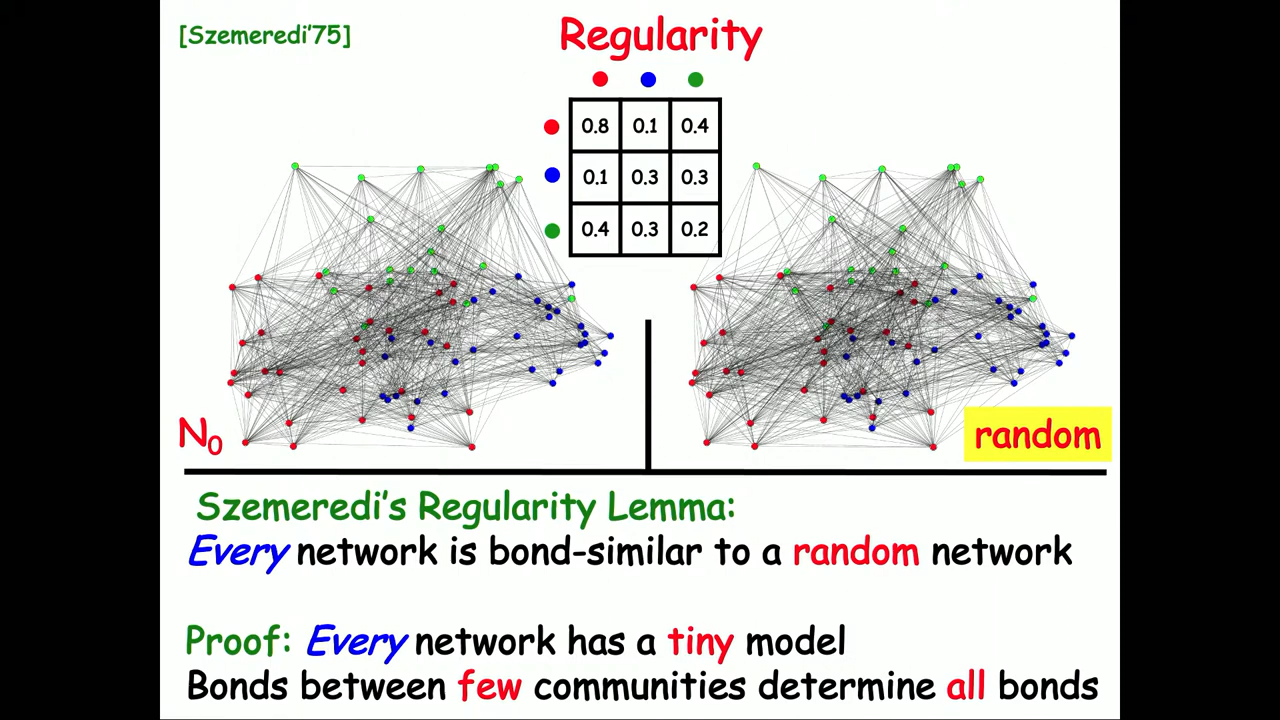 [Szemeredi'75]
Regularity
0.8 0.1 0.4
0.1 0.3 0.3
0.4 0.3 0.2
N0
random
Szemeredi's Regularity Lemma:
Every network is bond-similar to a random network
Proof: Every network has a tiny model
Bonds between few communities determine all bonds